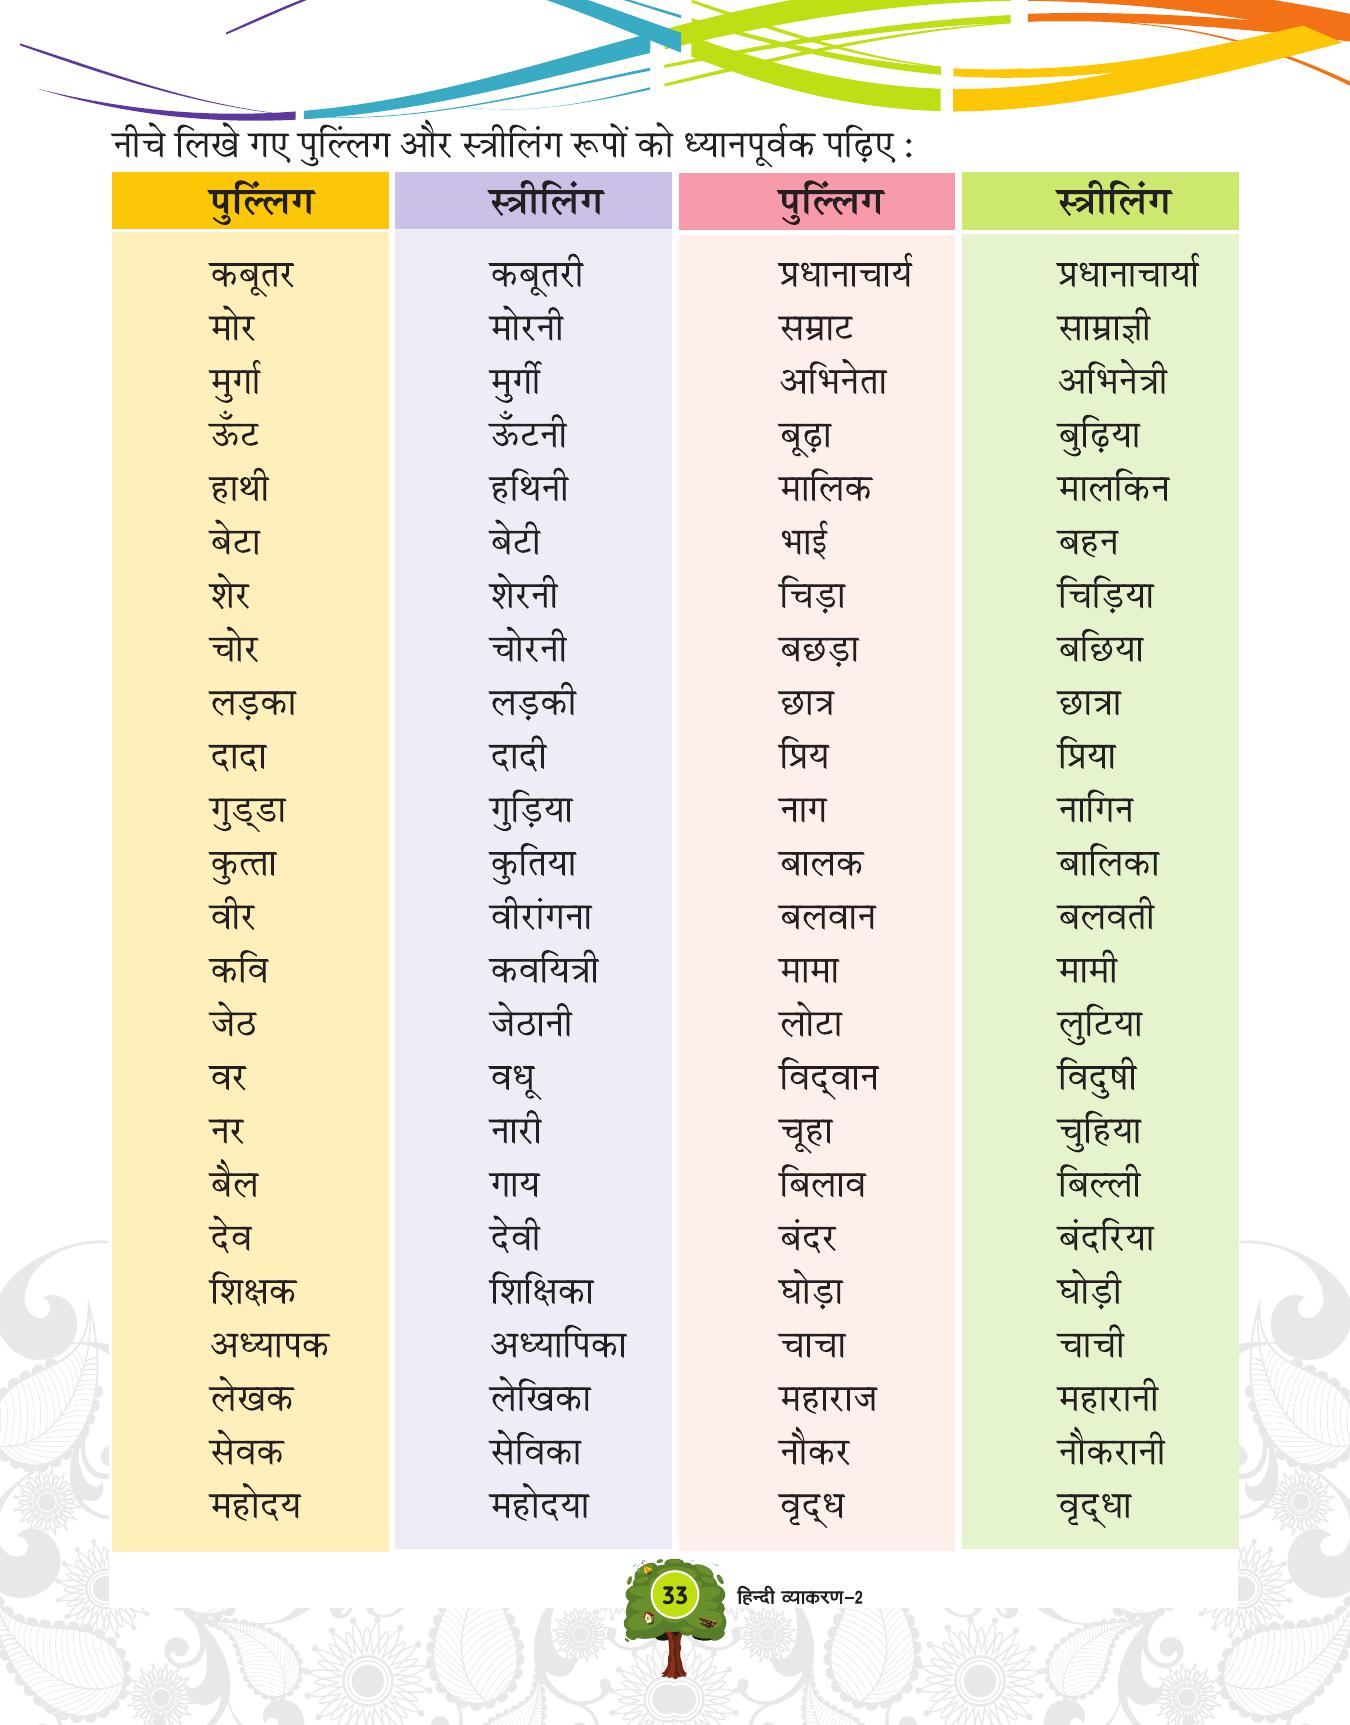 नीचे लिखे गए पुल्लिंग और स्त्रीलिंग रूपों को ध्यानपूर्वक पढ़िए :
पुल्लिंग स्त्रीलिंग पुल्लिंग स्त्रीलिंग
कबूतर कबूतरी प्रधानाचार्य प्रधानाचार्या
मोर मोरनी सम्राट साम्राज्ञी
मुर्गा मुर्गी अभिनेता अभिनेत्री
ऊँट ऊँटनी बूढ़ा बुढ़िया
हाथी हथिनी मालिक मालकिन
बेटा बेटी भाई बहन
शेर शेरनी चिड़ा चिड़िया
चोर चोरनी बछड़ा बछिया
लड़का लड़की छात्र छात्रा
दादा दादी प्रिय प्रिया
गुड्‌डा गुड़िया नाग नागिन
कुत्ता कुतिया बालक बालिका
वीर वीरांगना बलवान बलवती
कवि कवयित्री मामा मामी
जेठ जेठानी लोटा लुटिया
वर वधू विद्‌वान विदुषी
नर नारी चूहा चुहिया
बैल गाय बिलाव बिल्ली
देव देवी बंदर बंदरिया
शिक्षक शिक्षिका घोड़ा घोड़ी
अध्यापक अध्यापिका चाचा चाची
लेखक लेखिका महाराज महारानी
सेवक सेविका नौकर नौकरानी
महोदय महोदया वृद्‌ध वृद्‌धा
33 हिन्दी व्याकरण-2